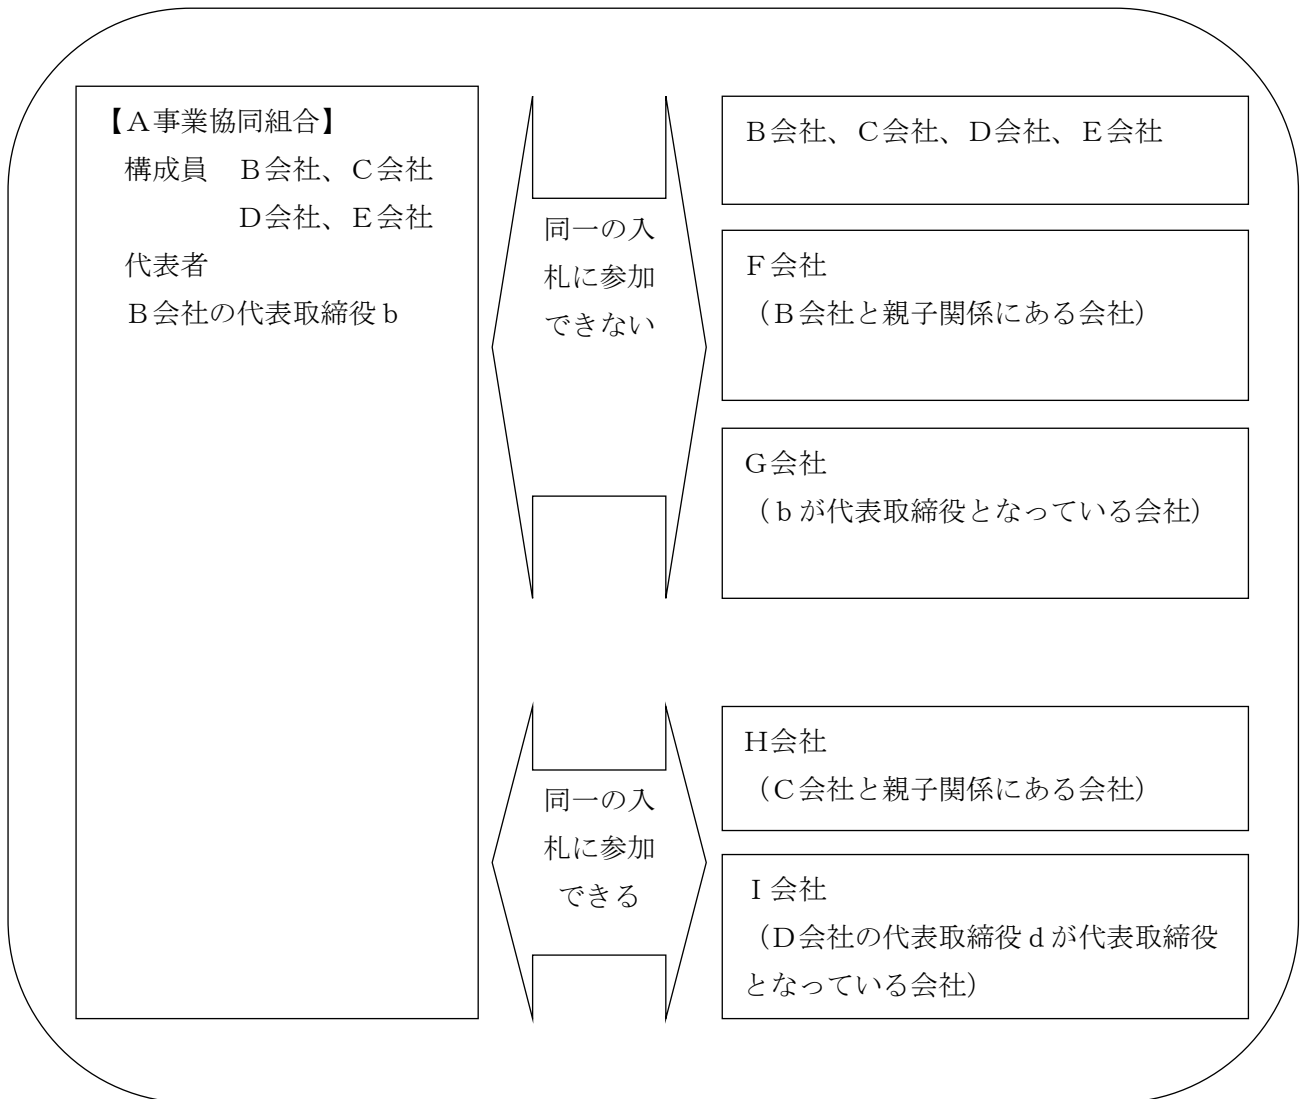 【Ａ事業協同組合】
構成員　Ｂ会社、Ｃ会社
Ｄ会社、Ｅ会社
代表者
Ｂ会社の代表取締役ｂ
同一の入
札に参加
できない
Ｂ会社、Ｃ会社、Ｄ会社、Ｅ会社
Ｆ会社
（Ｂ会社と親子関係にある会社）
Ｇ会社
（ｂが代表取締役となっている会社）
同一の入
札に参加
できる
Ｈ会社
（Ｃ会社と親子関係にある会社）
Ｉ会社
（Ｄ会社の代表取締役ｄが代表取締役
となっている会社）